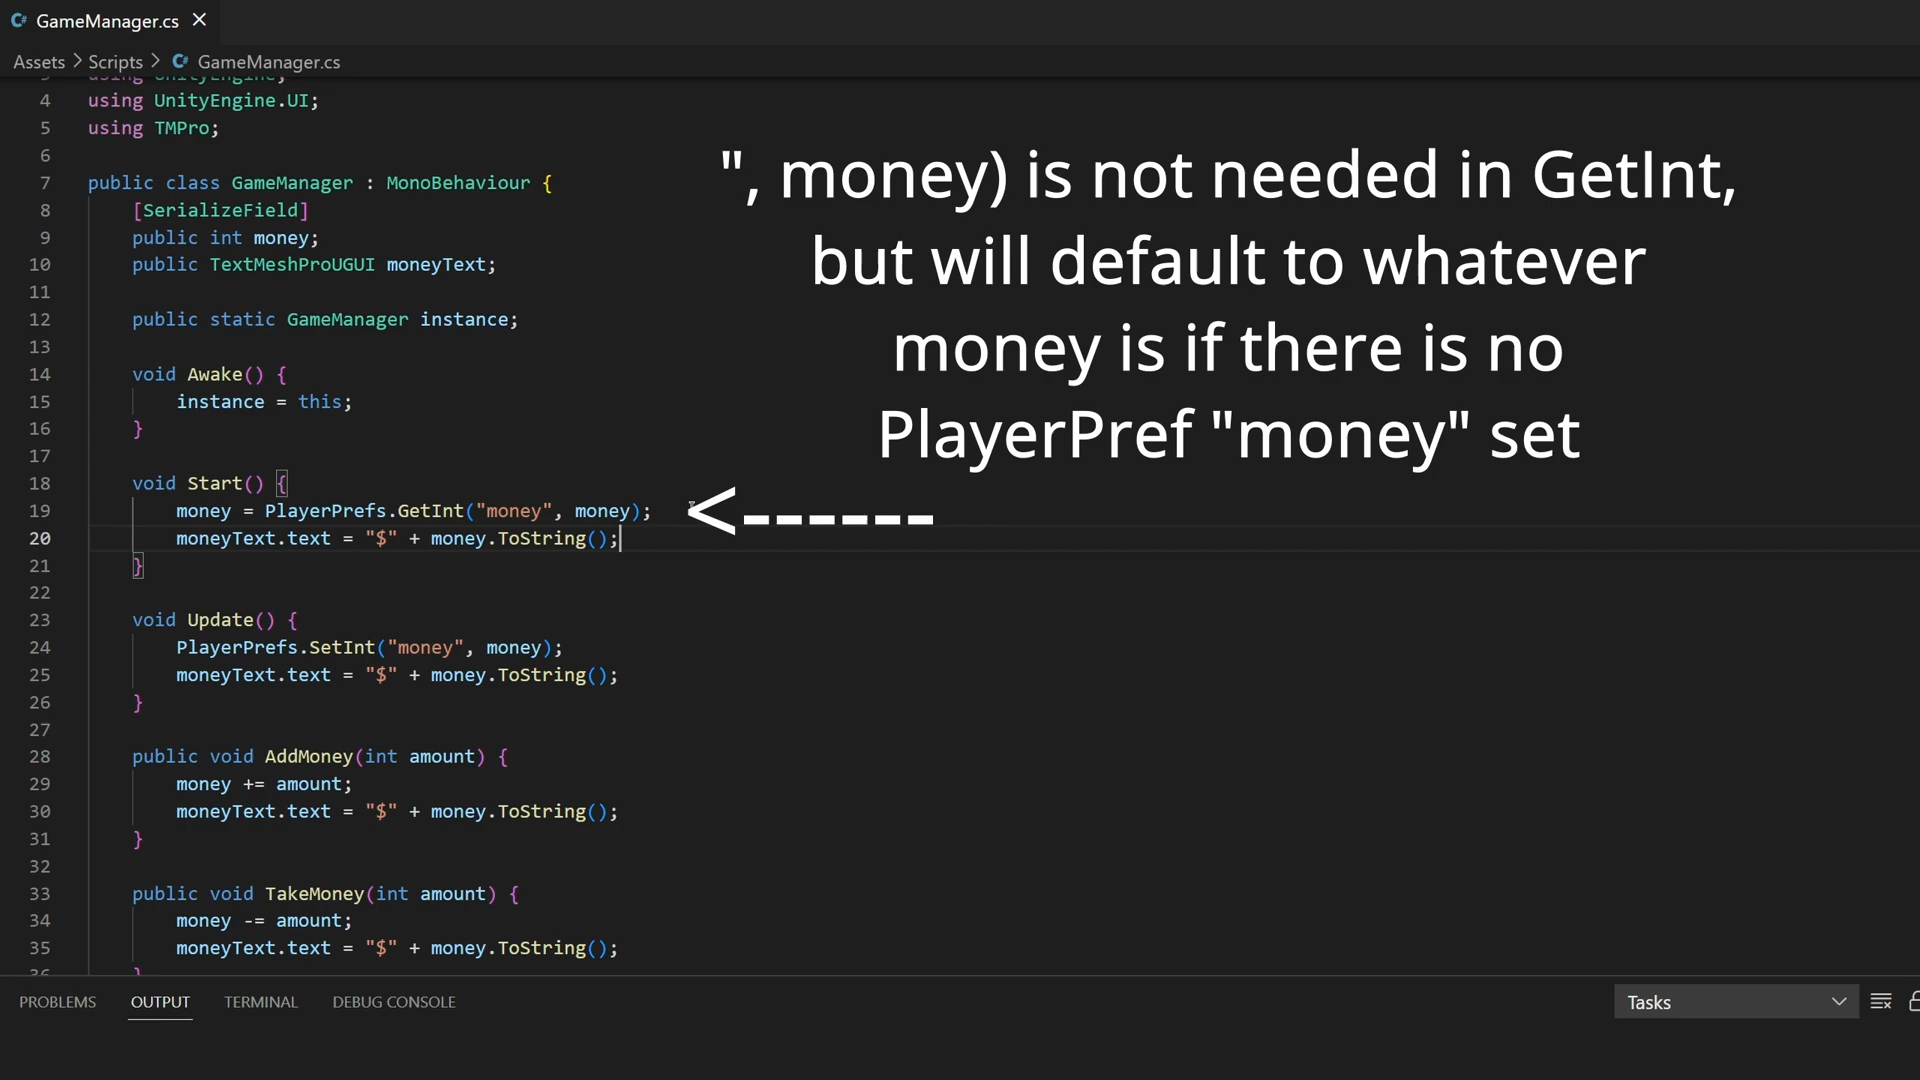 GameManager.cs
Assets > Scripts > GameManager.cs
3 using UnityEngine;
4 using UnityEngine.UI;
5 using TMPro;
6
7 public class GameManager : MonoBehaviour {
8 [SerializeField]
9 public int money;
10 public TextMeshProUGUI moneyText;
11
12 public static GameManager instance;
13
14 void Awake() {
15 instance = this;
16 }
17
18 void Start() {
19 money = PlayerPrefs.GetInt("money", money);
20 moneyText.text = "$" + money.ToString();
21 }
22
23 void Update() {
24 PlayerPrefs.SetInt("money", money);
25 moneyText.text = "$" + money.ToString();
26 }
27
28 public void AddMoney(int amount) {
29 money += amount;
30 moneyText.text = "$" + money.ToString();
31 }
32
33 public void TakeMoney(int amount) {
34 money -= amount;
35 moneyText.text = "$" + money.ToString();
36 }
", money) is not needed in GetInt,
but will default to whatever
money is if there is no
PlayerPref "money" set
<------
PROBLEMS OUTPUT TERMINAL DEBUG CONSOLE
Tasks